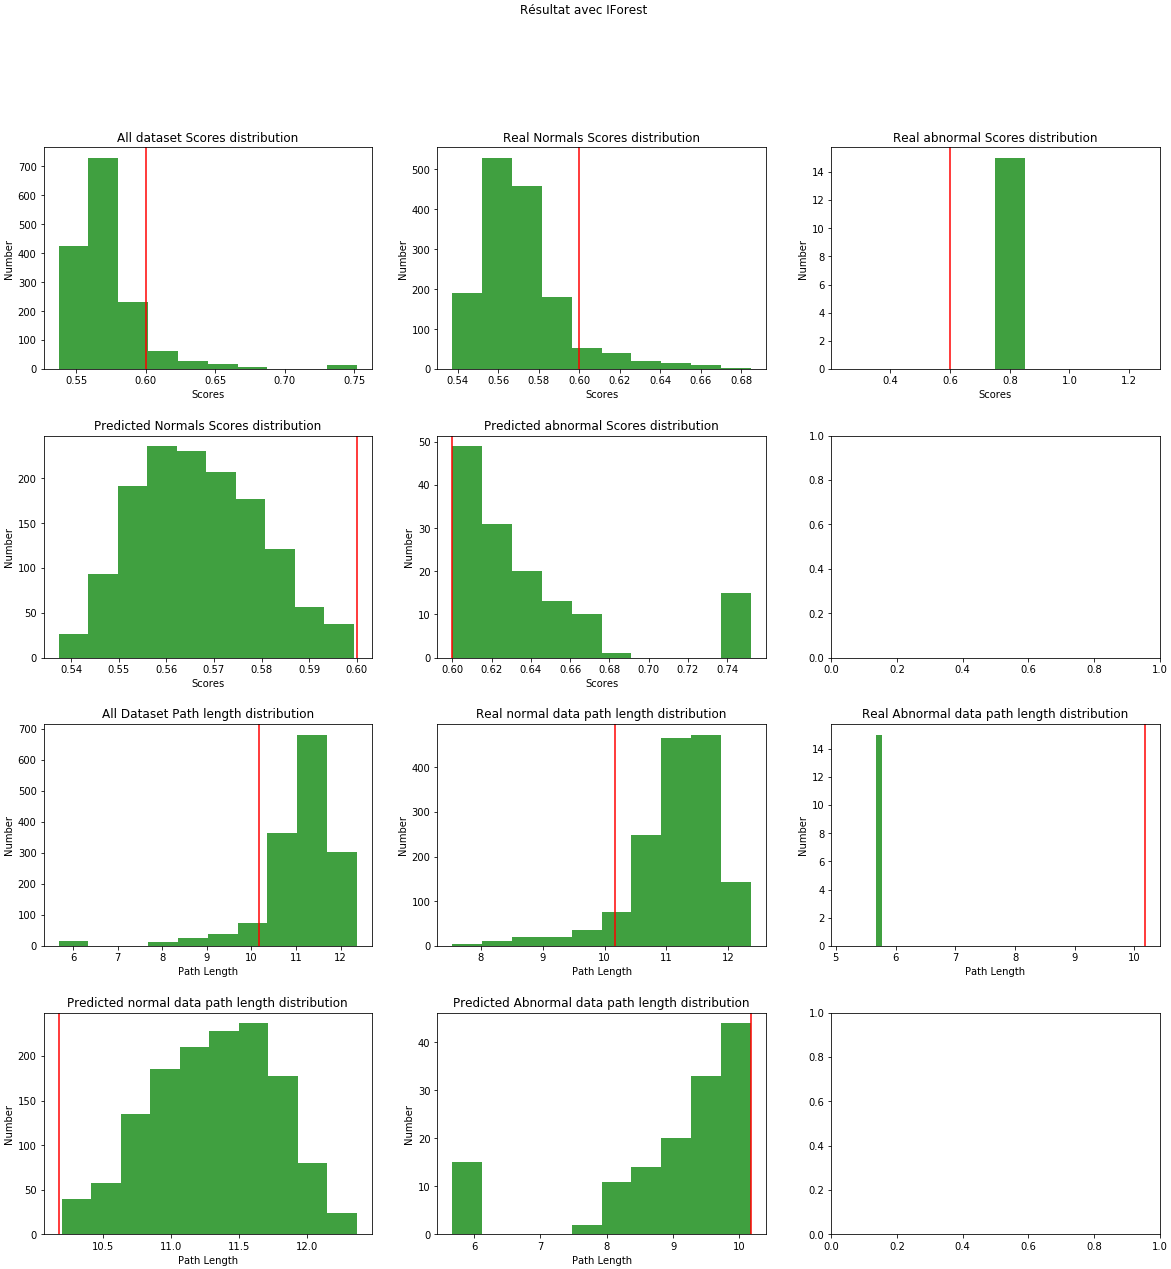 Résultat avec IForest
All dataset Scores distribution
Number
700
600
500
400
300
200
100
0
0.55 0.60 0.65 0.70 0.75
Scores
Real Normals Scores distribution
Number
500
400
300
200
100
0
0.54 0.56 0.58 0.60 0.62 0.64 0.66 0.68
Scores
Real abnormal Scores distribution
Number
14
12
10
8
6
4
2
0
0.4 0.6 0.8 1.0 1.2
Scores
Predicted Normals Scores distribution
Number
200
150
100
50
0
0.54 0.55 0.56 0.57 0.58 0.59 0.60
Scores
Predicted abnormal Scores distribution
Number
50
40
30
20
10
0
0.60 0.62 0.64 0.66 0.68 0.70 0.72 0.74
Scores
1.0
0.8
0.6
0.4
0.2
0.0
0.0 0.2 0.4 0.6 0.8 1.0
All Dataset Path length distribution
Number
700
600
500
400
300
200
100
0
6 7 8 9 10 11 12
Path Length
Real normal data path length distribution
Number
400
300
200
100
0
8 9 10 11 12
Path Length
Real Abnormal data path length distribution
Number
14
12
10
8
6
4
2
0
5 6 7 8 9 10
Path Length
Predicted normal data path length distribution
Number
200
150
100
50
0
10.5 11.0 11.5 12.0
Path Length
Predicted Abnormal data path length distribution
Number
40
30
20
10
0
6 7 8 9 10
Path Length
1.0
0.8
0.6
0.4
0.2
0.0
0.0 0.2 0.4 0.6 0.8 1.0